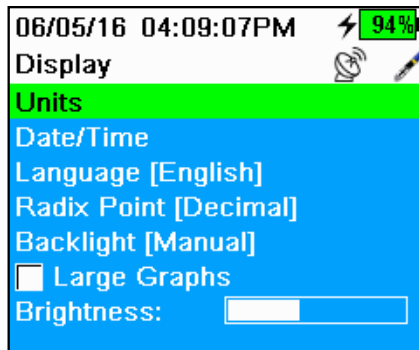 06/05/16 04:09:07PM 94%
Display
Units
Date/Time
Language [English]
Radix Point [Decimal]
Backlight [Manual]
Large Graphs
Brightness: